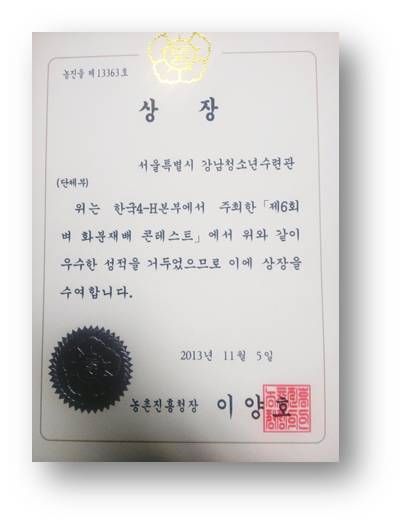 농진을 제13363호
상 장
서울특별시 강남청소년수련관
(단체부)
위는 한국4-H본부에서 주최한 「제6회
벼 화분재배 콘테스트」에서 위와 같이
우수한 성적을 거두었으므로 이에 상장을
수여합니다.
2013년 11월 5일
농촌진흥청장 이양호